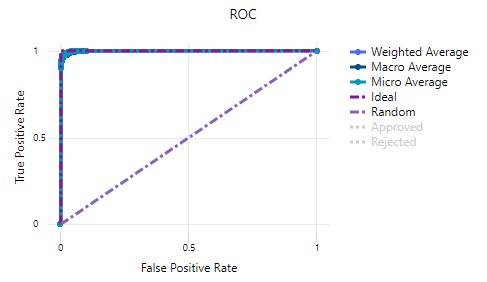 ROC
True Positive Rate
1
0.5
0
0
0.5
1
False Positive Rate
Weighted Average
Macro Average
Micro Average
Ideal
Random
Approved
Rejected